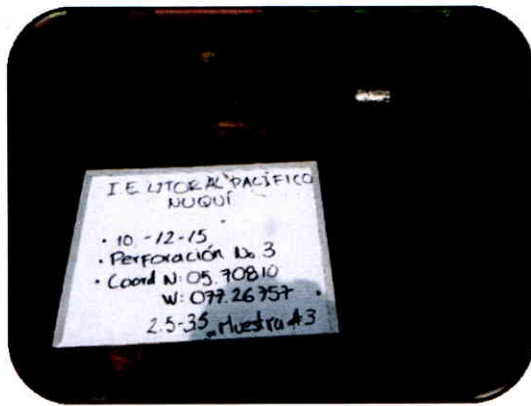 I.E LITORAL PACÍFICO
NUQUÍ
• 10 -12-15
• Perforación No 3
• Coord N: 05.70810
W: 077.26757
2.5-3.5 Muestra #3